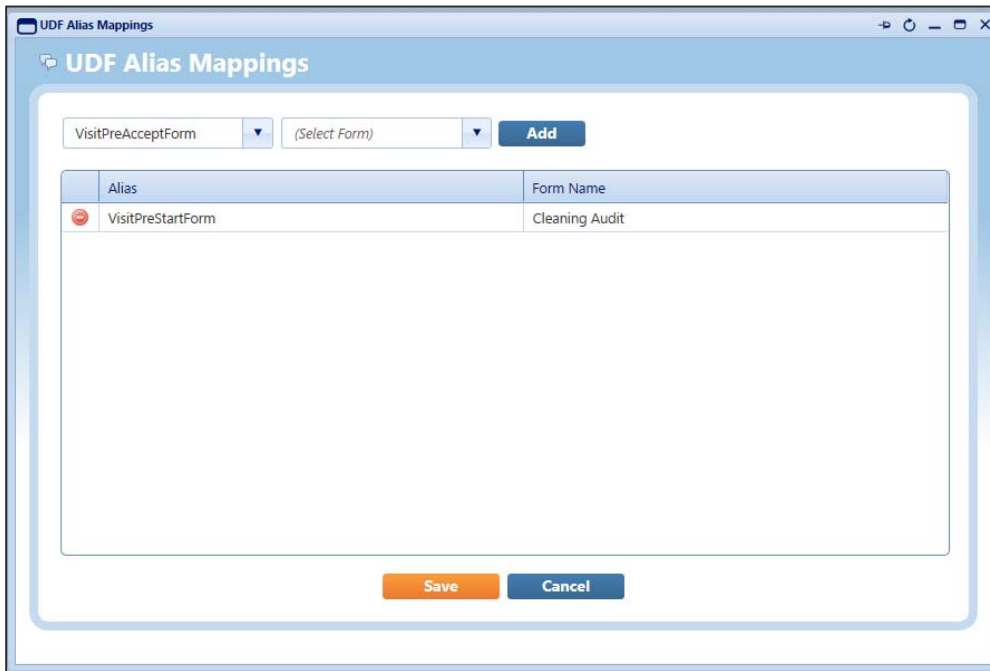 UDF Alias Mappings
UDF Alias Mappings
VisitPreAcceptForm (Select Form) Add
Alias Form Name
VisitPreStartForm Cleaning Audit
Save Cancel